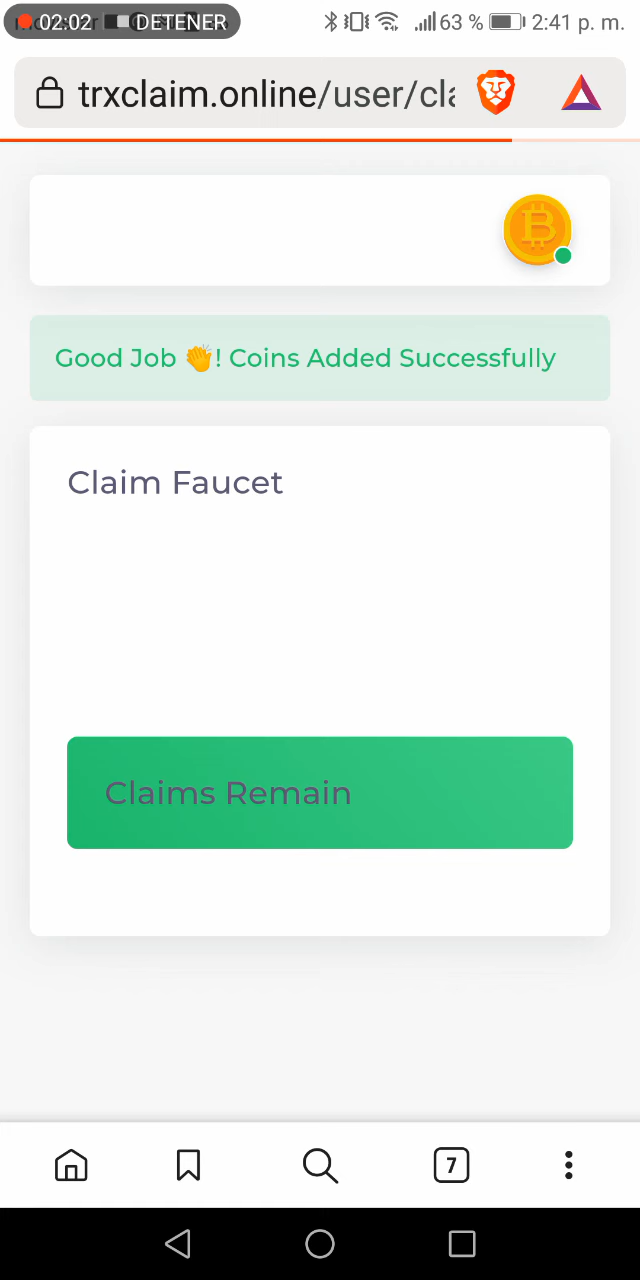 02:02 DETENER 63 % 2:41 p. m.
trxclaim.online/user/cla
Good Job 👏! Coins Added Successfully
Claim Faucet
Claims Remain
7